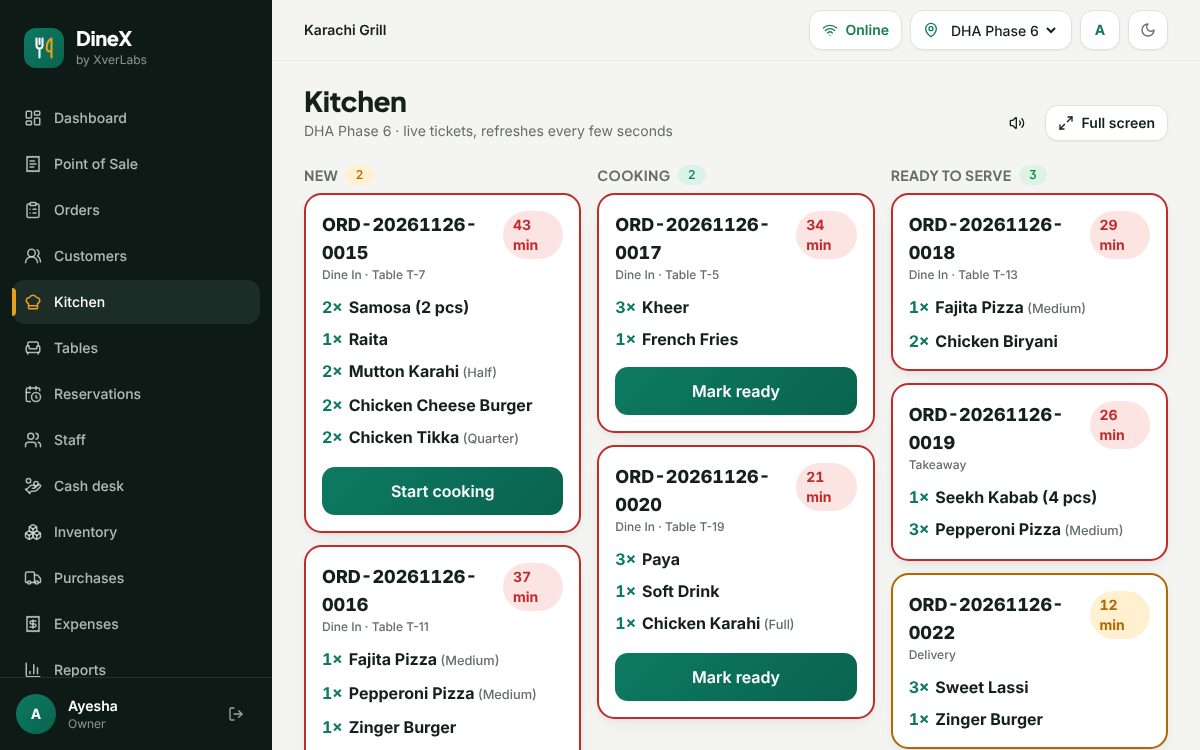 DineX
by XverLabs
Dashboard
Point of Sale
Orders
Customers
Kitchen
Tables
Reservations
Staff
Cash desk
Inventory
Purchases
Expenses
Reports
A
Ayesha
Owner
Karachi Grill
Online
DHA Phase 6
A
Kitchen
DHA Phase 6 · live tickets, refreshes every few seconds
Full screen
NEW 2
ORD-20261126-
0015
43
min
Dine In · Table T-7
2× Samosa (2 pcs)
1× Raita
2× Mutton Karahi (Half)
2× Chicken Cheese Burger
2× Chicken Tikka (Quarter)
Start cooking
ORD-20261126-
0016
37
min
Dine In · Table T-11
1× Fajita Pizza (Medium)
1× Pepperoni Pizza (Medium)
1× Zinger Burger
COOKING 2
ORD-20261126-
0017
34
min
Dine In · Table T-5
3× Kheer
1× French Fries
Mark ready
ORD-20261126-
0020
21
min
Dine In · Table T-19
3× Paya
1× Soft Drink
1× Chicken Karahi (Full)
Mark ready
READY TO SERVE 3
ORD-20261126-
0018
29
min
Dine In · Table T-13
1× Fajita Pizza (Medium)
2× Chicken Biryani
ORD-20261126-
0019
26
min
Takeaway
1× Seekh Kabab (4 pcs)
3× Pepperoni Pizza (Medium)
ORD-20261126-
0022
12
min
Delivery
3× Sweet Lassi
1× Zinger Burger